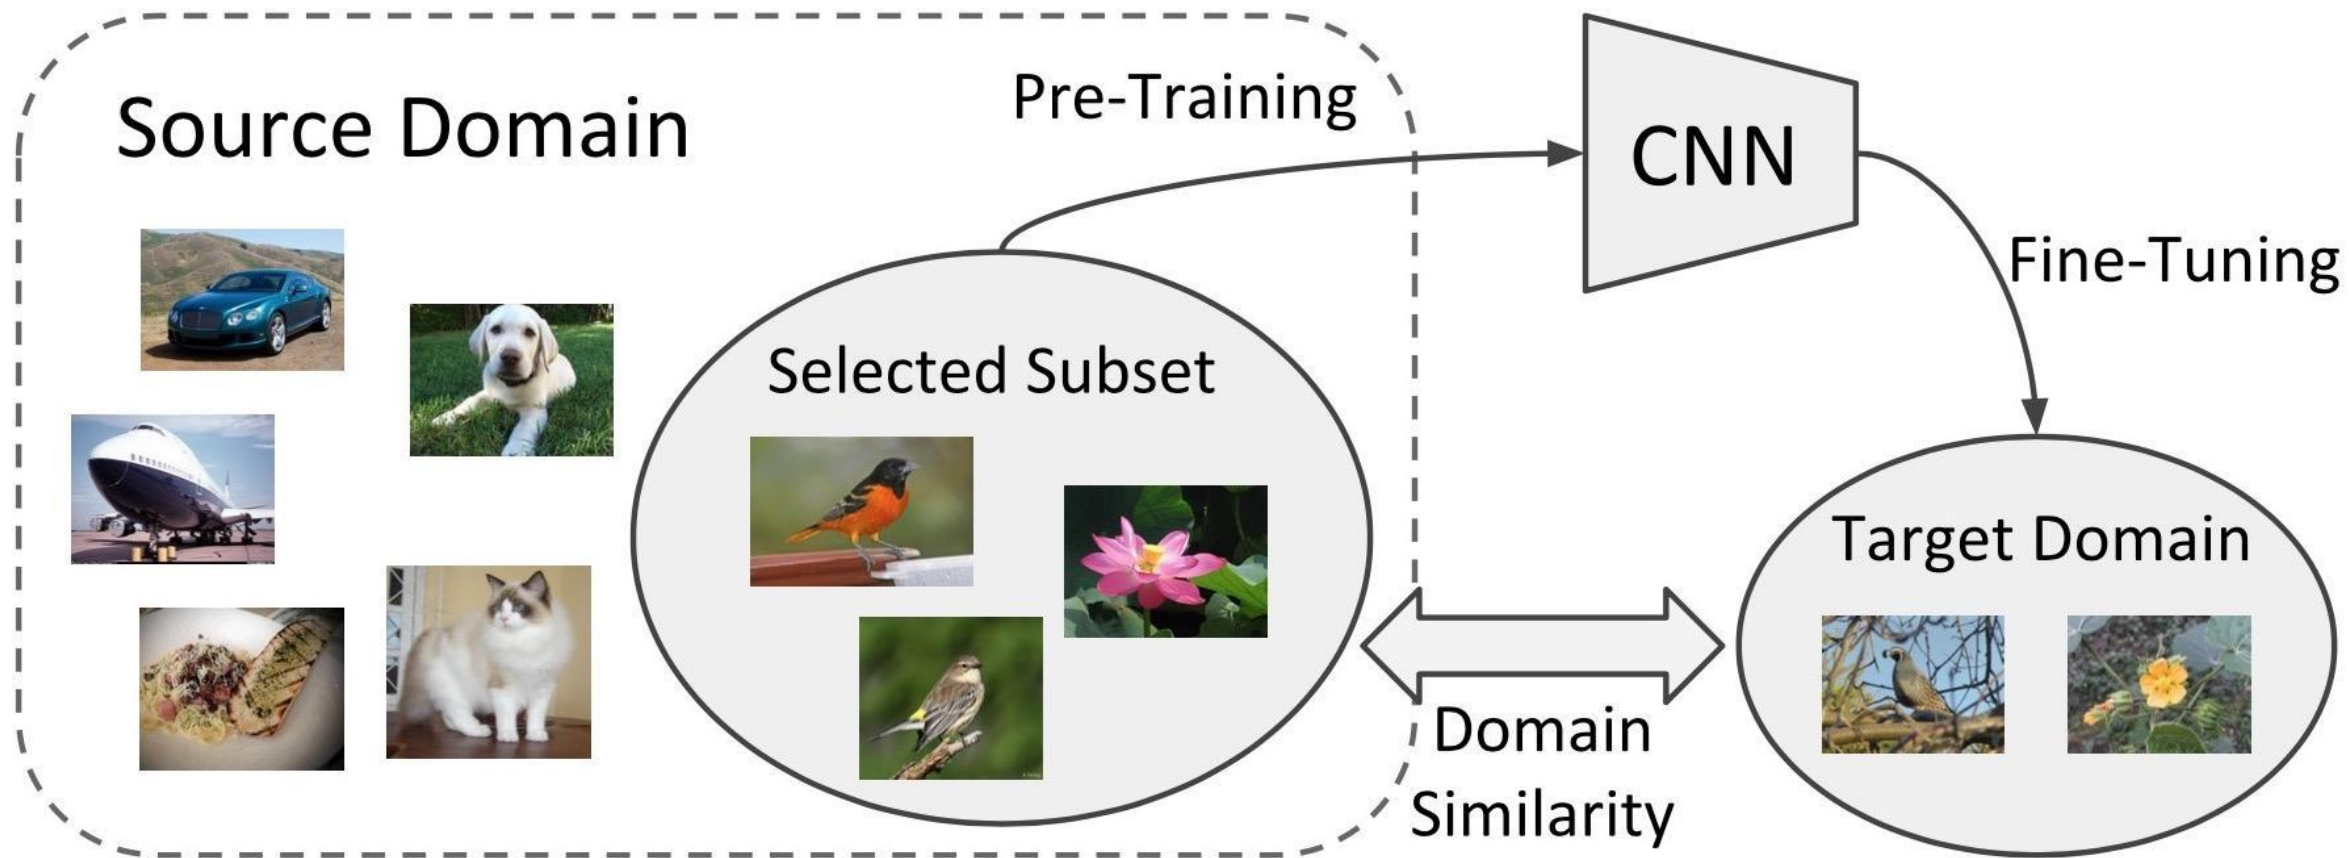 Source Domain
Pre-Training
CNN
Fine-Tuning
Selected Subset
Target Domain
Domain
Similarity